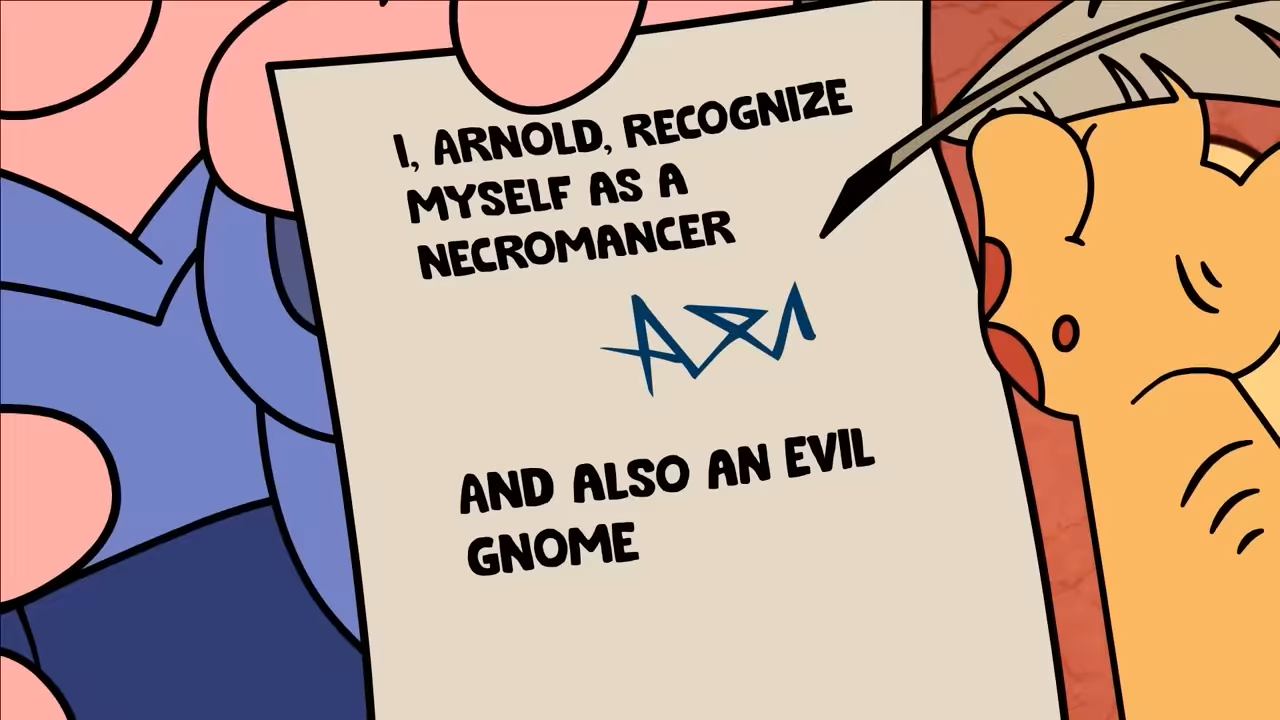 I, ARNOLD, RECOGNIZE
MYSELF AS A
NECROMANCER
AND ALSO AN EVIL
GNOME